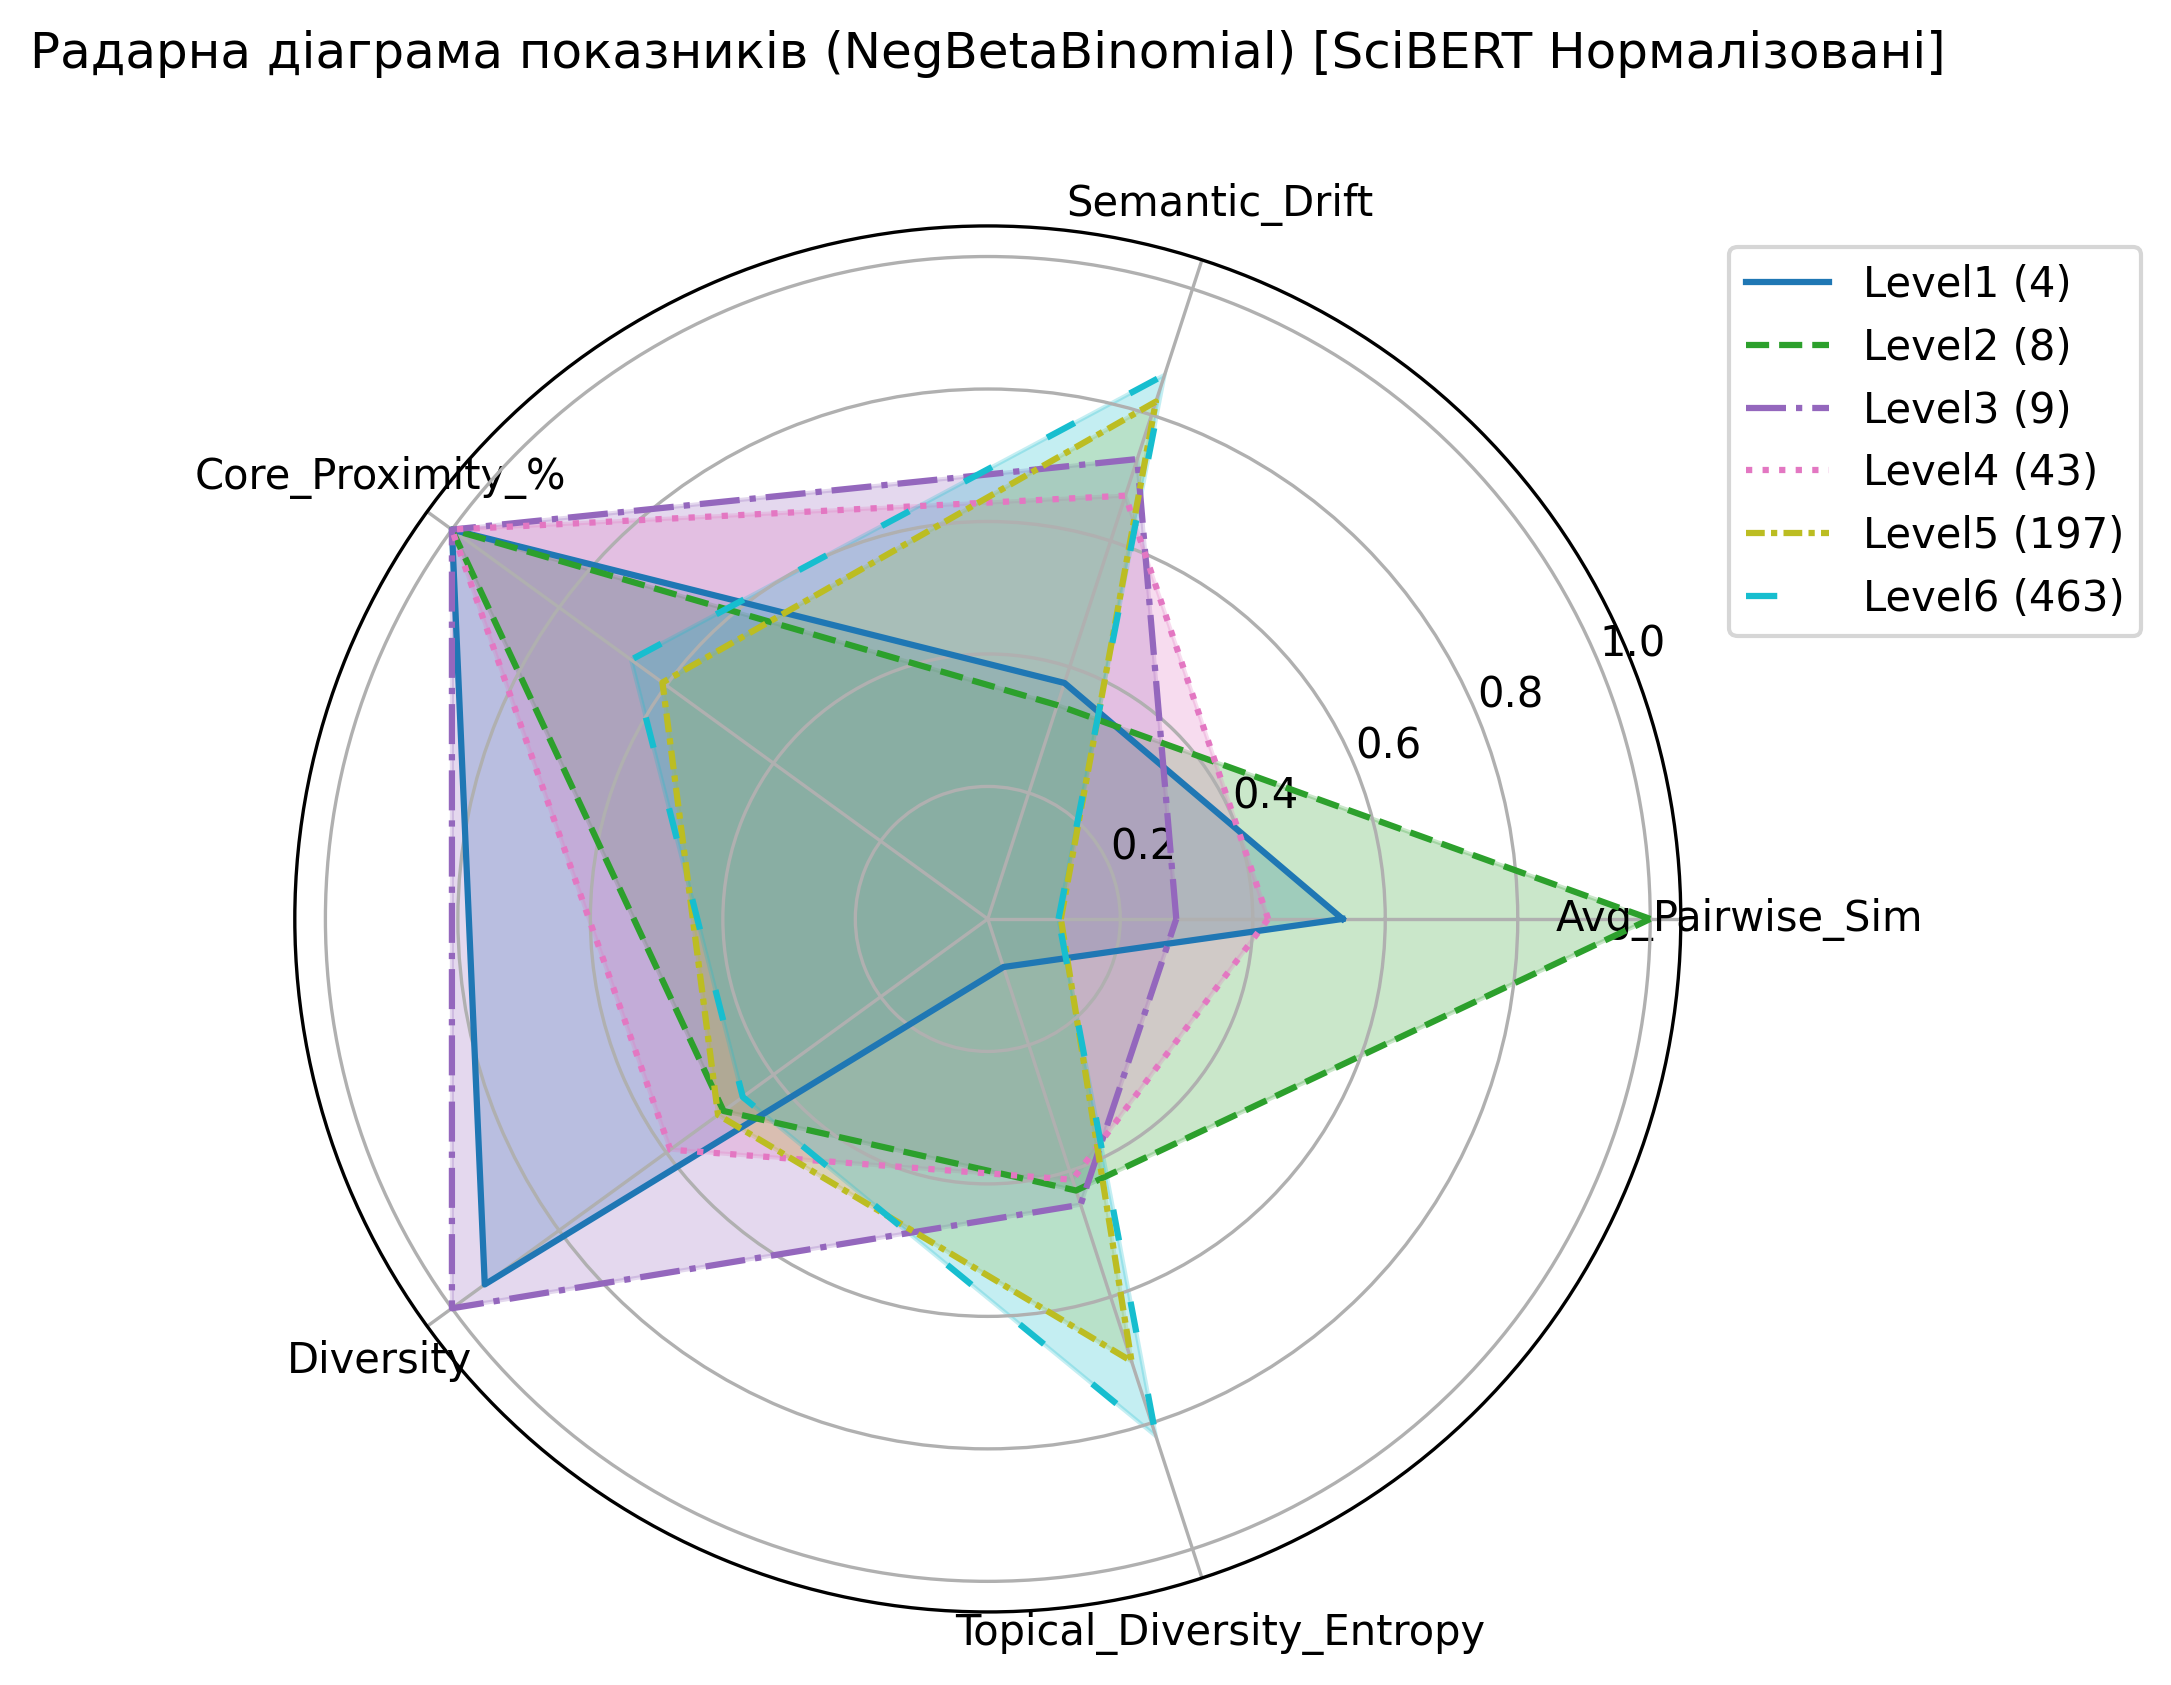 Радарна діаграма показників (NegBetaBinomial) [SciBERT Нормалізовані]
Semantic_Drift
Level1 (4)
Level2 (8)
Level3 (9)
Level4 (43)
Level5 (197)
Level6 (463)
Core_Proximity_%
1.0
0.8
0.6
0.4
0.2
Avg_Pairwise_Sim
Diversity
Topical_Diversity_Entropy